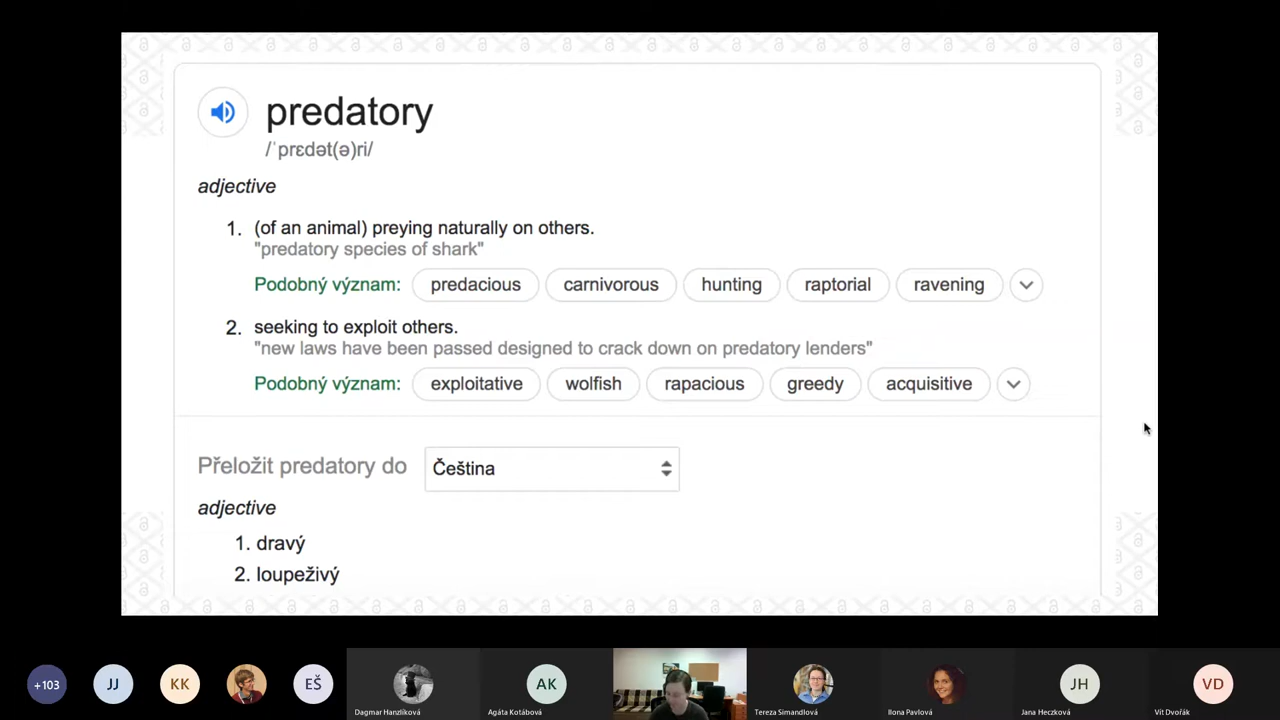 predatory
/ˈprɛdət(ə)ri/
adjective
1. (of an animal) preying naturally on others.
"predatory species of shark"
Podobný význam: predacious carnivorous hunting raptorial ravening
2. seeking to exploit others.
"new laws have been passed designed to crack down on predatory lenders"
Podobný význam: exploitative wolfish rapacious greedy acquisitive
Přeložit predatory do Čeština
adjective
1. dravý
2. loupeživý
+103 JJ KK EŠ AK JH VD
Dagmar Hanzlíková Agáta Kotábová Tereza Simandlová Ilona Pavlová Jana Heczková Vít Dvořák